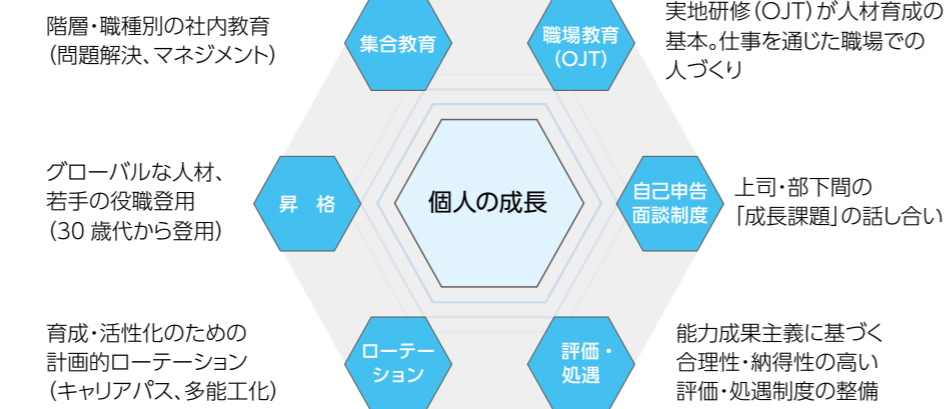 階層・職種別の社内教育
（問題解決、マネジメント）
集合教育
職場教育
（OJT）
実地研修（OJT）が人材育成の
基本。仕事を通じた職場での
人づくり
グローバルな人材、
若手の役職登用
（30 歳代から登用）
昇　格
個人の成長
自己申告
面談制度
上司・部下間の
「成長課題」の話し合い
育成・活性化のための
計画的ローテーション
（キャリアパス、多能工化）
ローテー
ション
評価・
処遇
能力成果主義に基づく
合理性・納得性の高い
評価・処遇制度の整備